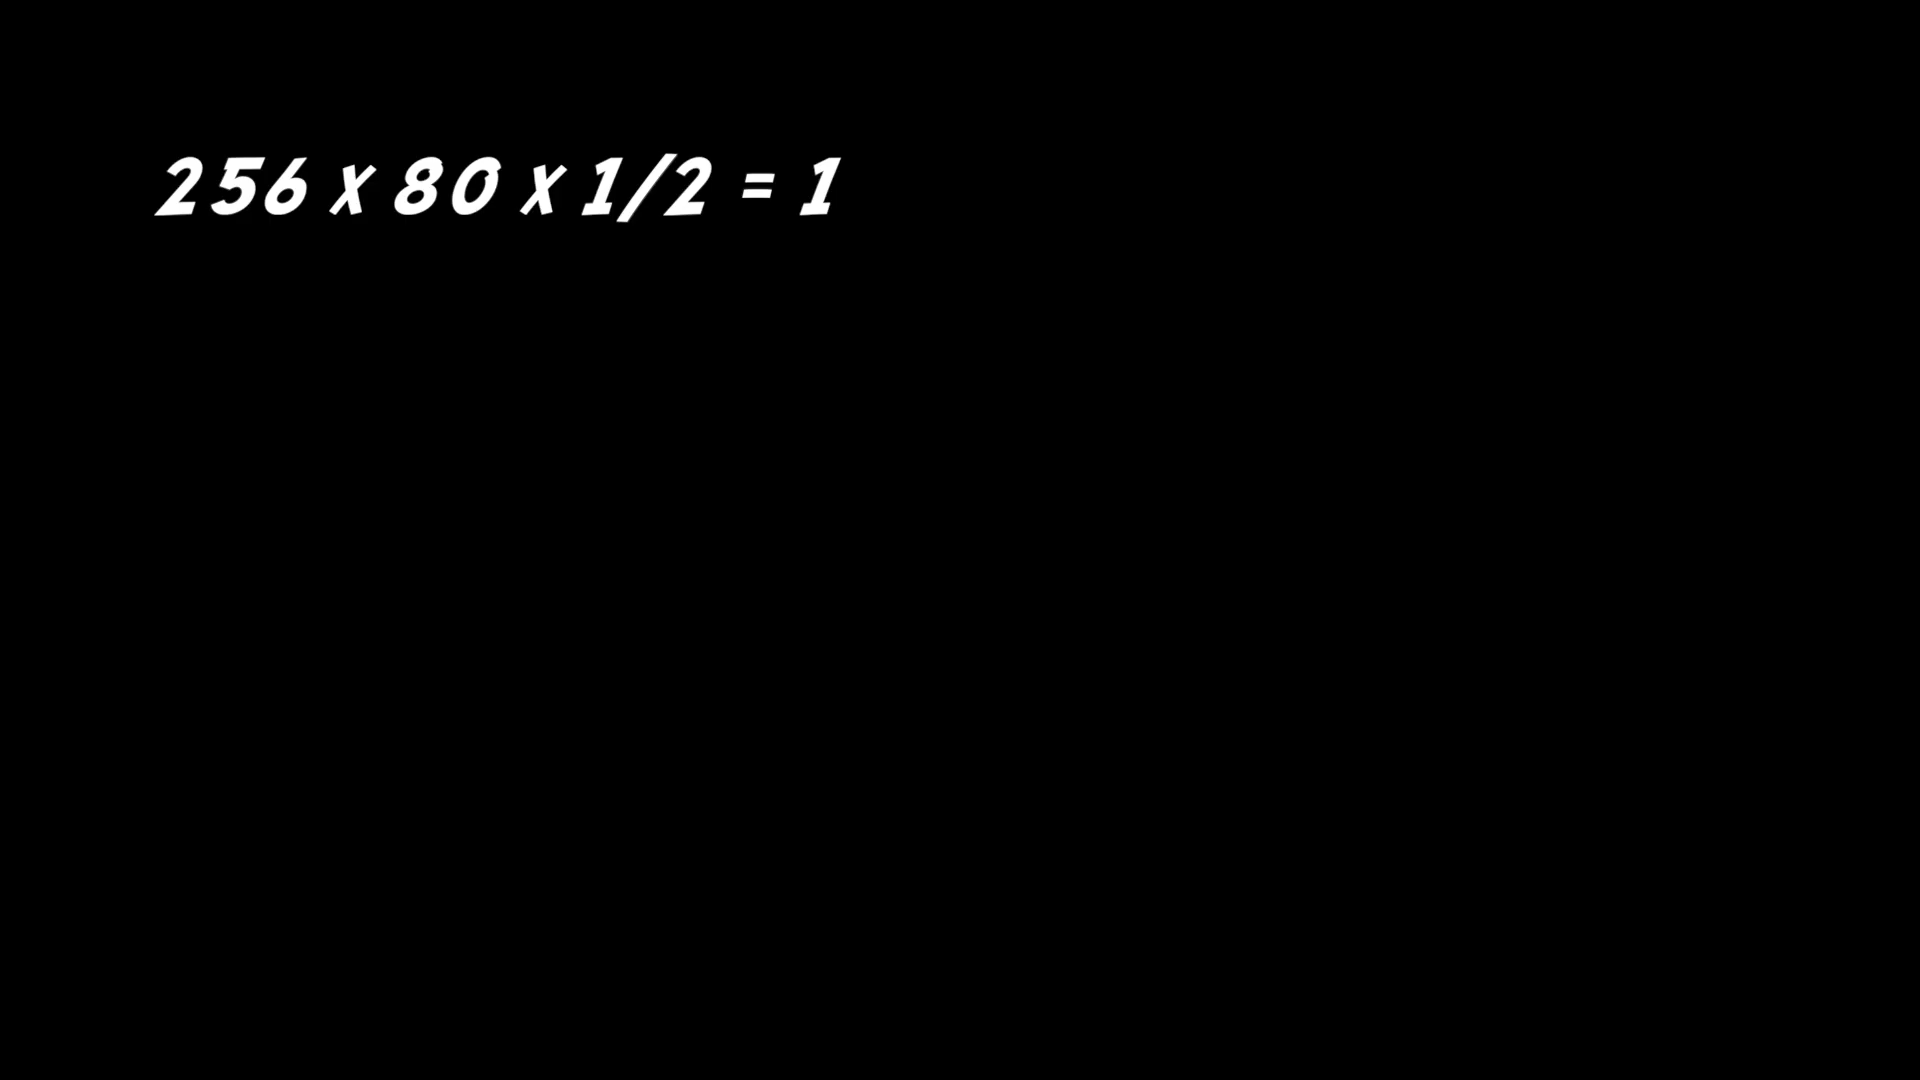 256 x 80 x 1/2 = 1